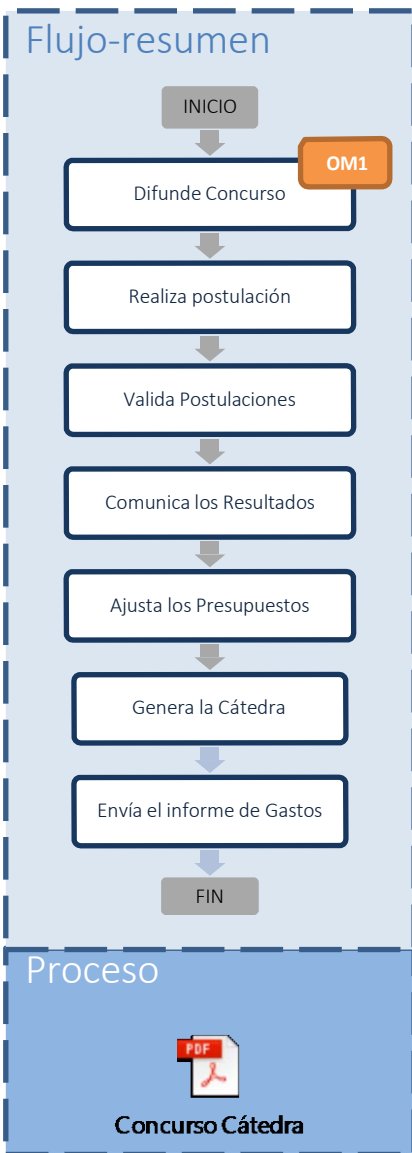 Flujo-resumen
INICIO
OM1
Difunde Concurso
Realiza postulación
Valida Postulaciones
Comunica los Resultados
Ajusta los Presupuestos
Genera la Cátedra
Envía el informe de Gastos
FIN
Proceso
PDF
Concurso Cátedra